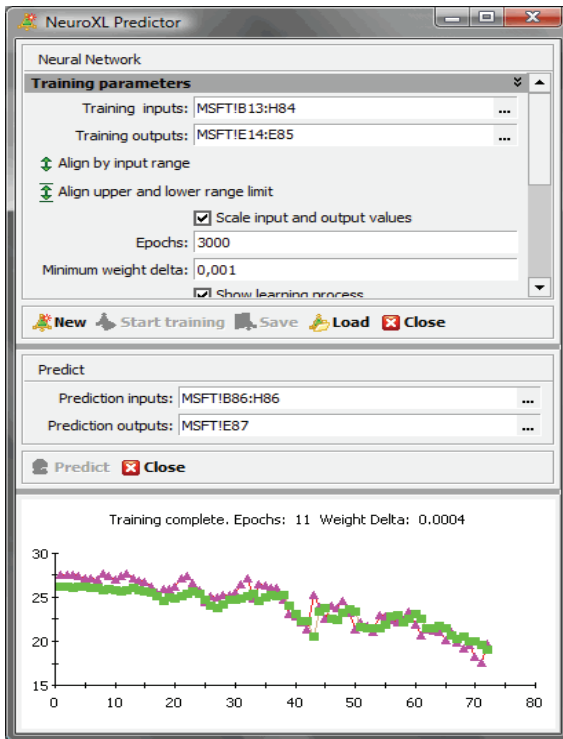 NeuroXL Predictor
Neural Network
Training parameters
Training inputs: MSFT!B13:H84 ...
Training outputs: MSFT!E14:E85 ...
Align by input range
Align upper and lower range limit
Scale input and output values
Epochs: 3000
Minimum weight delta: 0,001
Show learning process
New Start training Save Load Close
Predict
Prediction inputs: MSFT!B86:H86 ...
Prediction outputs: MSFT!E87 ...
Predict Close
Training complete. Epochs: 11 Weight Delta: 0.0004
30
25
20
15
0 10 20 30 40 50 60 70 80